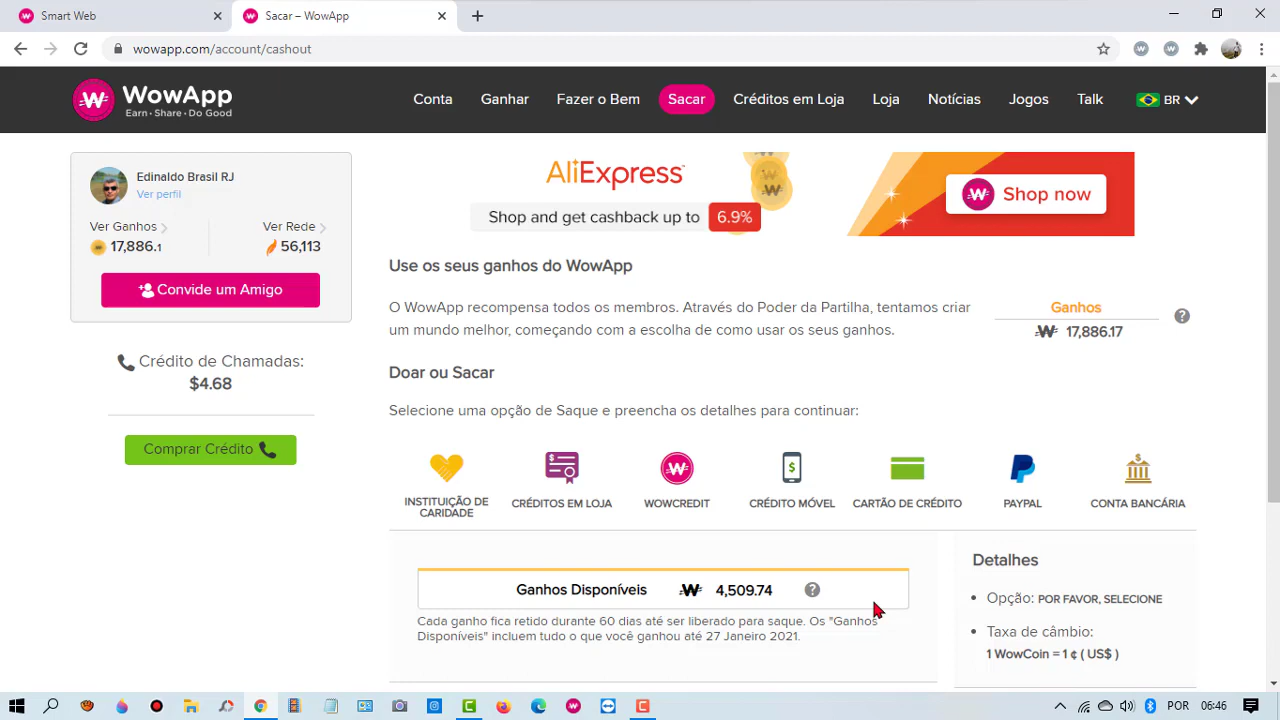 Smart Web
Sacar – WowApp
wowapp.com/account/cashout
WowApp
Earn • Share • Do Good
Conta
Ganhar
Fazer o Bem
Sacar
Créditos em Loja
Loja
Notícias
Jogos
Talk
BR
Edinaldo Brasil RJ
Ver perfil
Ver Ganhos
Ver Rede
17,886.1
56,113
Convide um Amigo
Crédito de Chamadas:
$4.68
Comprar Crédito
AliExpress
Shop and get cashback up to 6.9%
Shop now
Use os seus ganhos do WowApp
O WowApp recompensa todos os membros. Através do Poder da Partilha, tentamos criar
um mundo melhor, começando com a escolha de como usar os seus ganhos.
Ganhos
17,886.17
Doar ou Sacar
Selecione uma opção de Saque e preencha os detalhes para continuar:
INSTITUIÇÃO DE
CARIDADE
CRÉDITOS EM LOJA
WOWCREDIT
CRÉDITO MÓVEL
CARTÃO DE CRÉDITO
PAYPAL
CONTA BANCÁRIA
Ganhos Disponíveis 4,509.74
Cada ganho fica retido durante 60 dias até ser liberado para saque. Os "Ganhos
Disponíveis" incluem tudo o que você ganhou até 27 Janeiro 2021.
Detalhes
Opção: POR FAVOR, SELECIONE
Taxa de câmbio:
1 WowCoin = 1 ¢ ( US$ )
POR
06:46